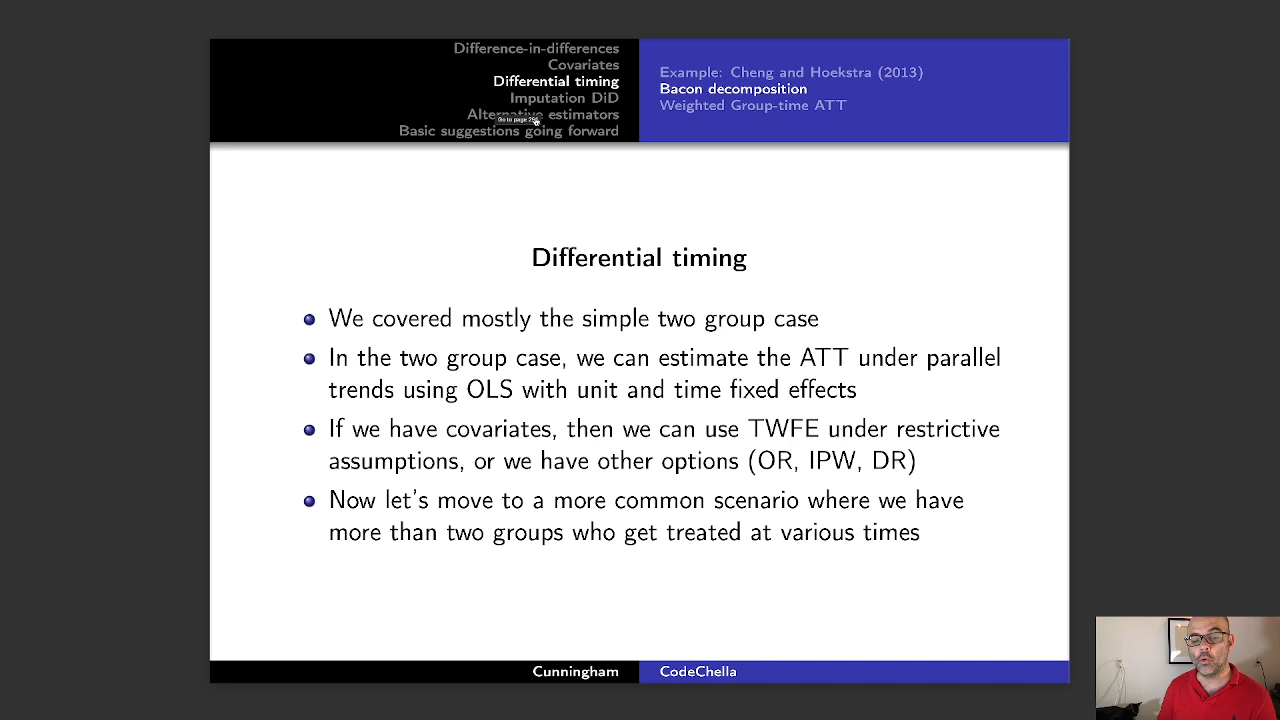 Difference-in-differences
Covariates
Differential timing
Imputation DiD
Alternative estimators
Basic suggestions going forward
Example: Cheng and Hoekstra (2013)
Bacon decomposition
Weighted Group-time ATT
Differential timing
We covered mostly the simple two group case
In the two group case, we can estimate the ATT under parallel
trends using OLS with unit and time fixed effects
If we have covariates, then we can use TWFE under restrictive
assumptions, or we have other options (OR, IPW, DR)
Now let's move to a more common scenario where we have
more than two groups who get treated at various times
Cunningham
CodeChella
Go to page